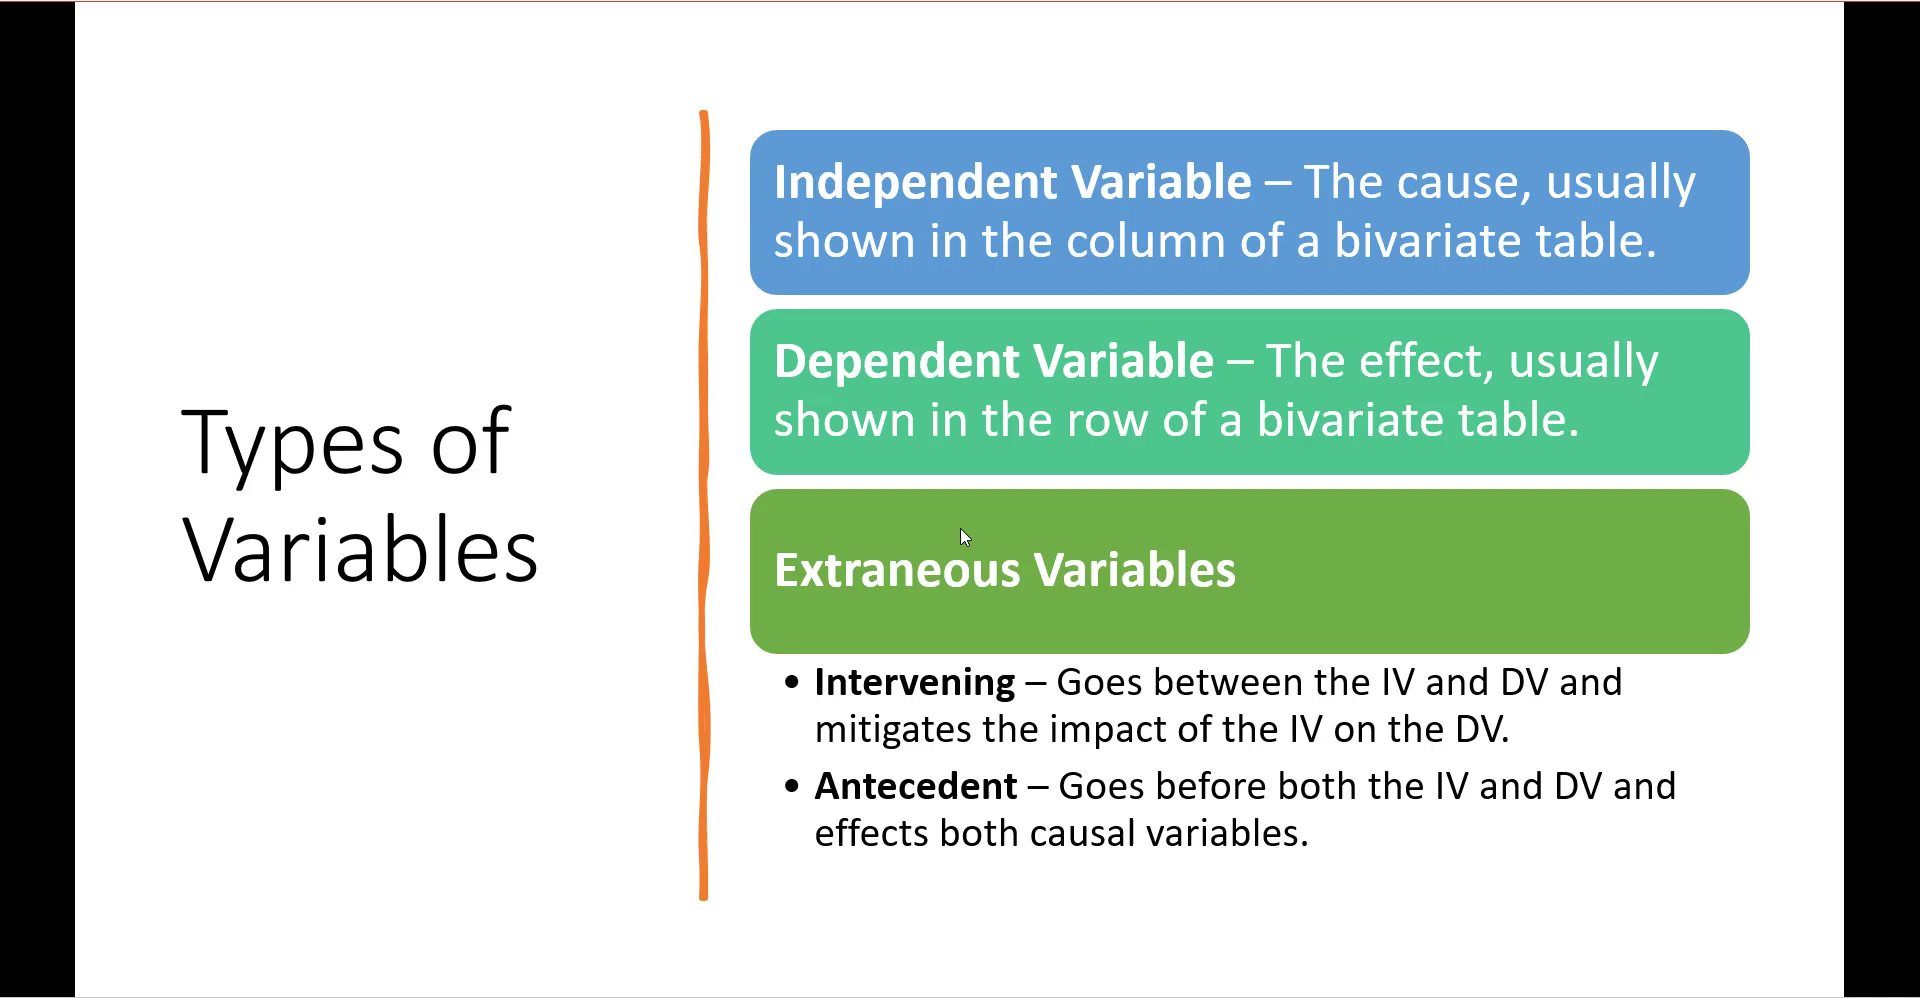 Types of
Variables
Independent Variable – The cause, usually
shown in the column of a bivariate table.
Dependent Variable – The effect, usually
shown in the row of a bivariate table.
Extraneous Variables
• Intervening – Goes between the IV and DV and
mitigates the impact of the IV on the DV.
• Antecedent – Goes before both the IV and DV and
effects both causal variables.